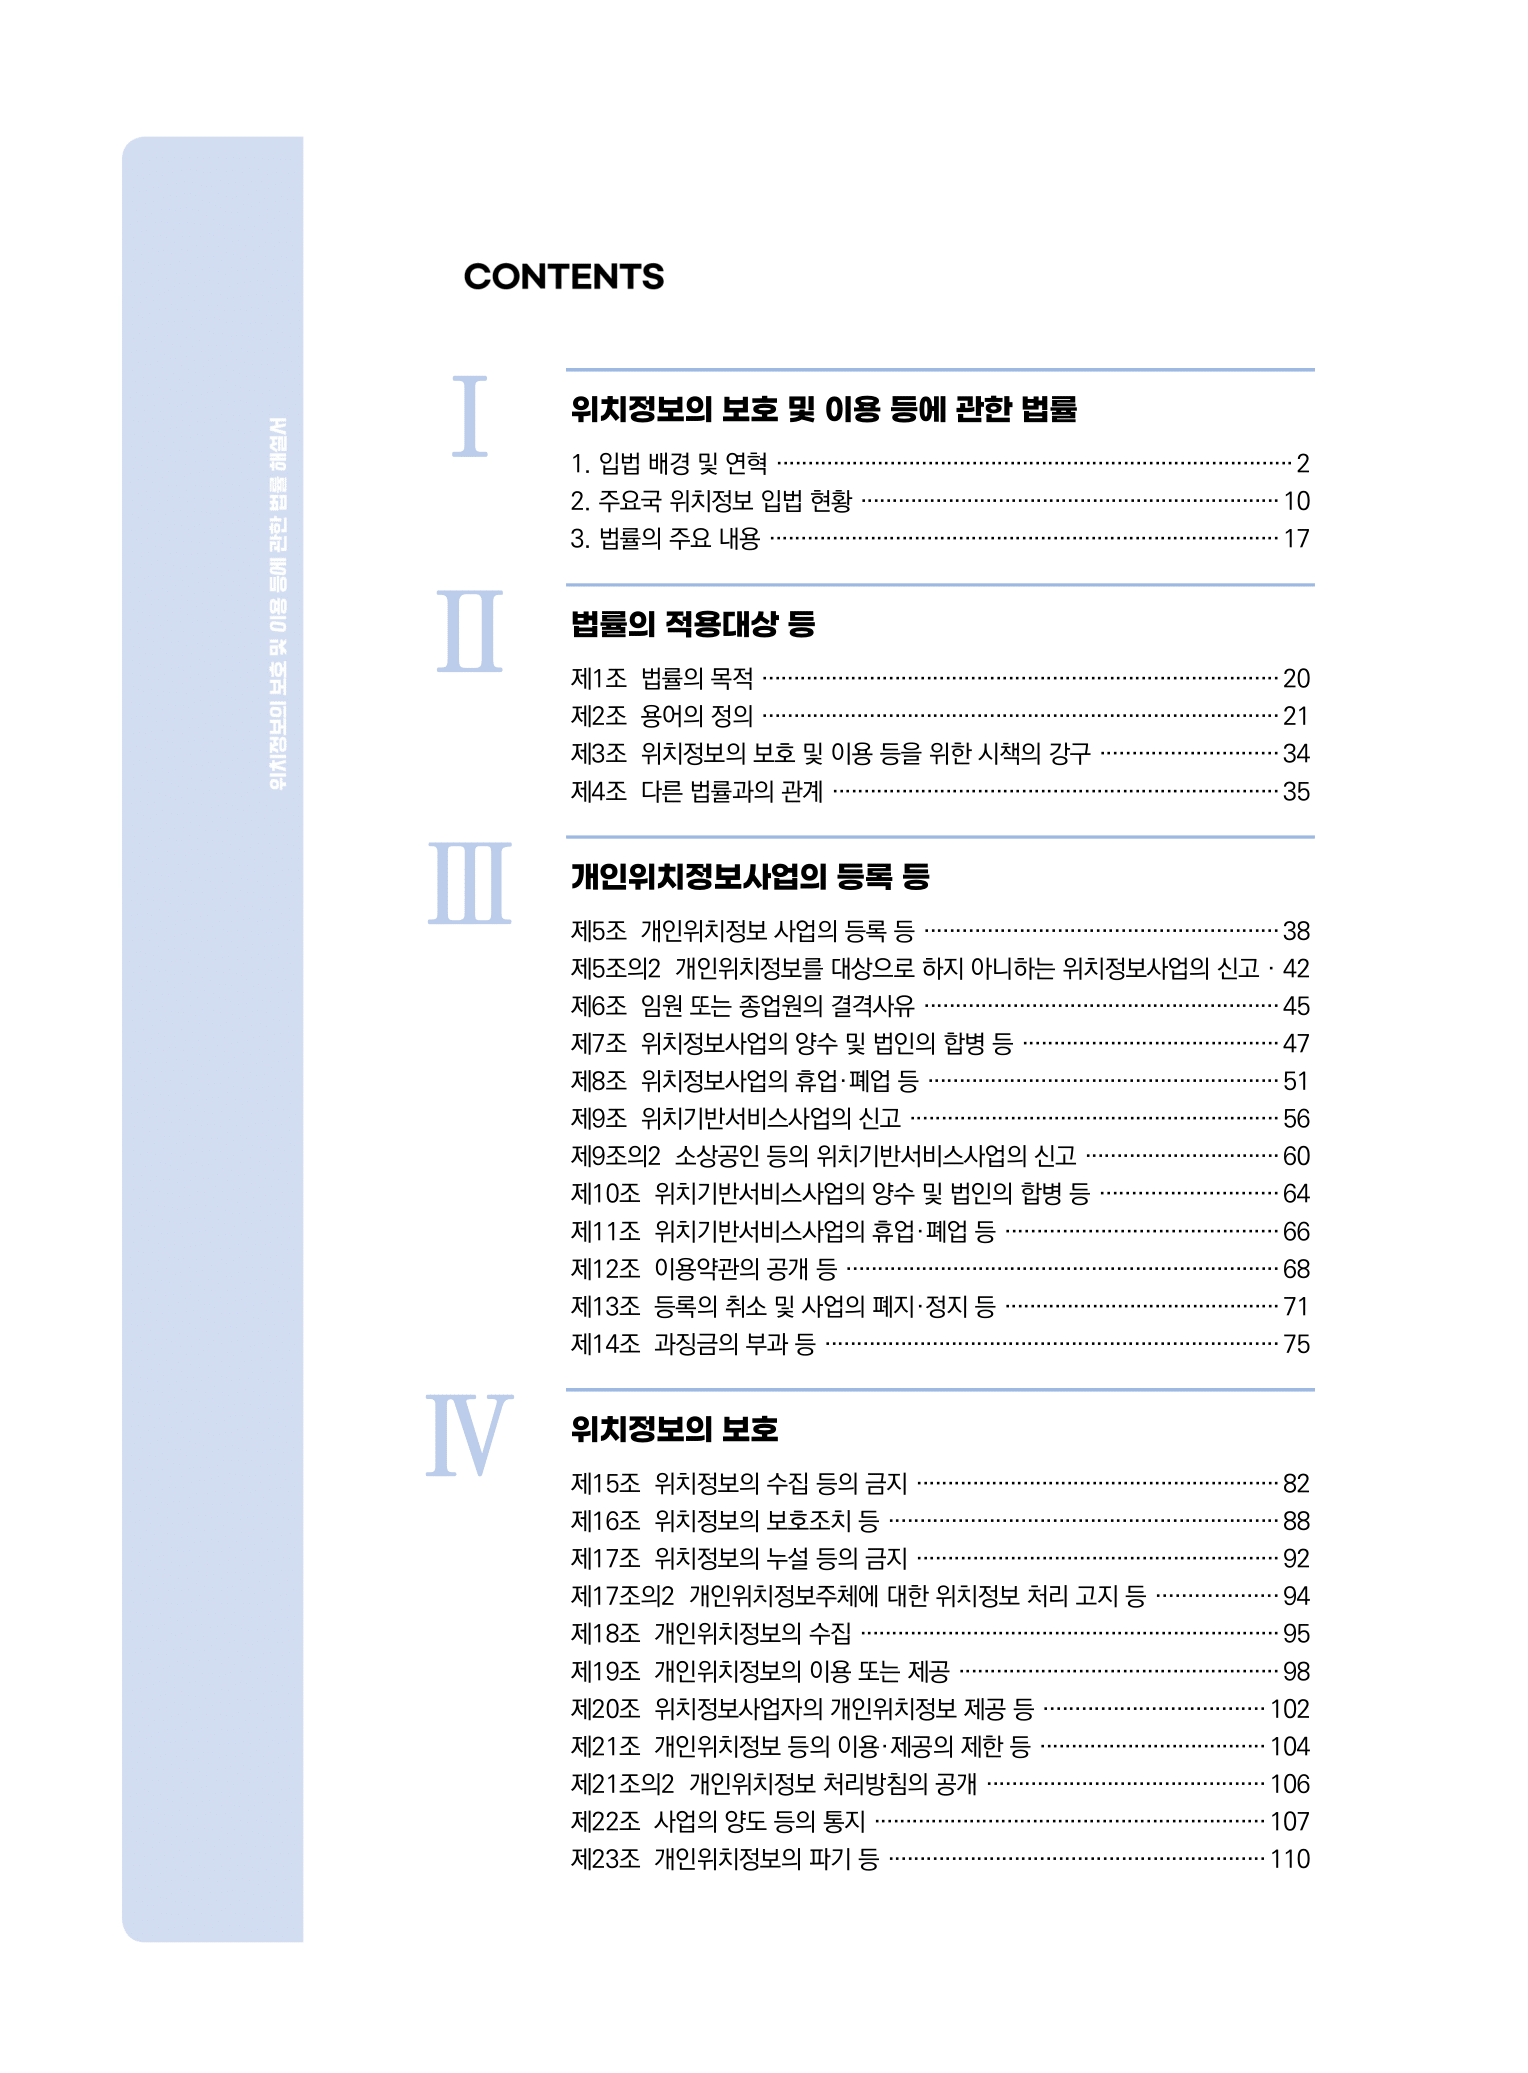 위치정보의 보호 및 이용 등에 관한 법률 해설서
CONTENTS
Ⅰ
위치정보의 보호 및 이용 등에 관한 법률
1. 입법 배경 및 연혁 2
2. 주요국 위치정보 입법 현황 10
3. 법률의 주요 내용 17
Ⅱ
법률의 적용대상 등
제1조 법률의 목적 20
제2조 용어의 정의 21
제3조 위치정보의 보호 및 이용 등을 위한 시책의 강구 34
제4조 다른 법률과의 관계 35
Ⅲ
개인위치정보사업의 등록 등
제5조 개인위치정보 사업의 등록 등 38
제5조의2 개인위치정보를 대상으로 하지 아니하는 위치정보사업의 신고 42
제6조 임원 또는 종업원의 결격사유 45
제7조 위치정보사업의 양수 및 법인의 합병 등 47
제8조 위치정보사업의 휴업·폐업 등 51
제9조 위치기반서비스사업의 신고 56
제9조의2 소상공인 등의 위치기반서비스사업의 신고 60
제10조 위치기반서비스사업의 양수 및 법인의 합병 등 64
제11조 위치기반서비스사업의 휴업·폐업 등 66
제12조 이용약관의 공개 등 68
제13조 등록의 취소 및 사업의 폐지·정지 등 71
제14조 과징금의 부과 등 75
Ⅳ
위치정보의 보호
제15조 위치정보의 수집 등의 금지 82
제16조 위치정보의 보호조치 등 88
제17조 위치정보의 누설 등의 금지 92
제17조의2 개인위치정보주체에 대한 위치정보 처리 고지 등 94
제18조 개인위치정보의 수집 95
제19조 개인위치정보의 이용 또는 제공 98
제20조 위치정보사업자의 개인위치정보 제공 등 102
제21조 개인위치정보 등의 이용·제공의 제한 등 104
제21조의2 개인위치정보 처리방침의 공개 106
제22조 사업의 양도 등의 통지 107
제23조 개인위치정보의 파기 등 110